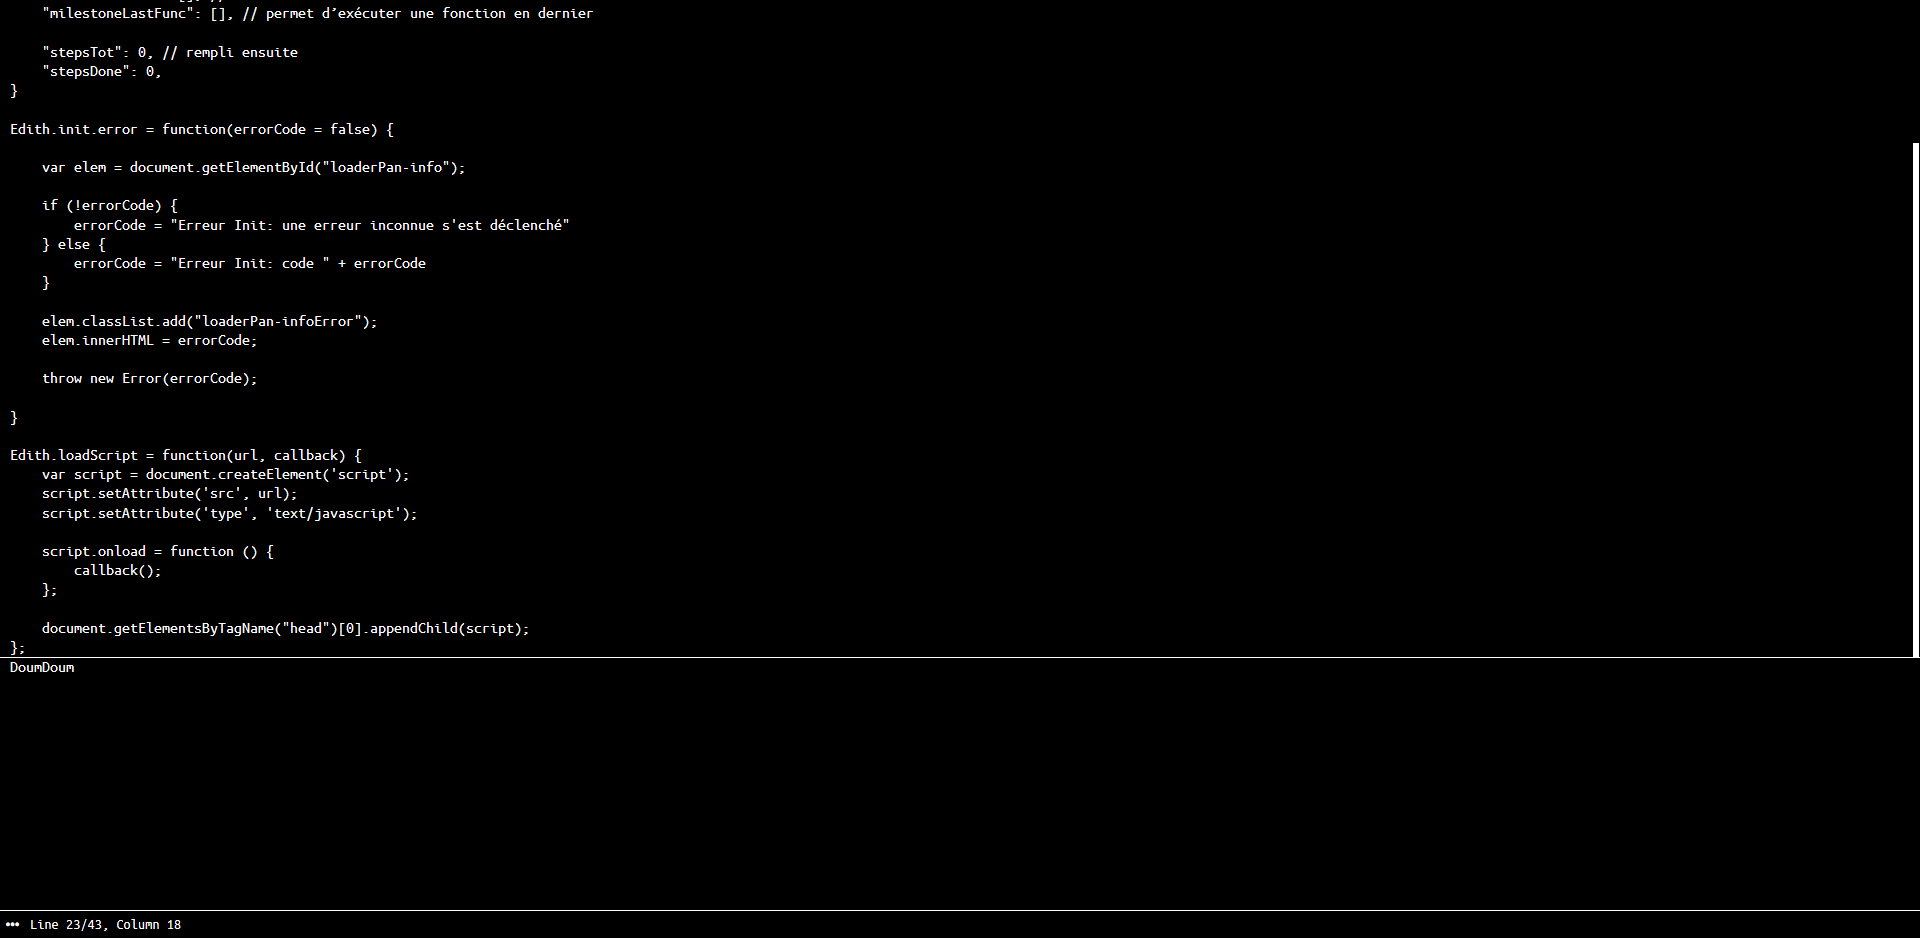 "milestoneLastFunc": [], // permet d’exécuter une fonction en dernier
"stepsTot": 0, // rempli ensuite
"stepsDone": 0,
}
Edith.init.error = function(errorCode = false) {
var elem = document.getElementById("loaderPan-info");
if (!errorCode) {
errorCode = "Erreur Init: une erreur inconnue s'est déclenché"
} else {
errorCode = "Erreur Init: code " + errorCode
}
elem.classList.add("loaderPan-infoError");
elem.innerHTML = errorCode;
throw new Error(errorCode);
}
Edith.loadScript = function(url, callback) {
var script = document.createElement('script');
script.setAttribute('src', url);
script.setAttribute('type', 'text/javascript');
script.onload = function () {
callback();
};
document.getElementsByTagName("head")[0].appendChild(script);
};
DoumDoum
••• Line 23/43, Column 18